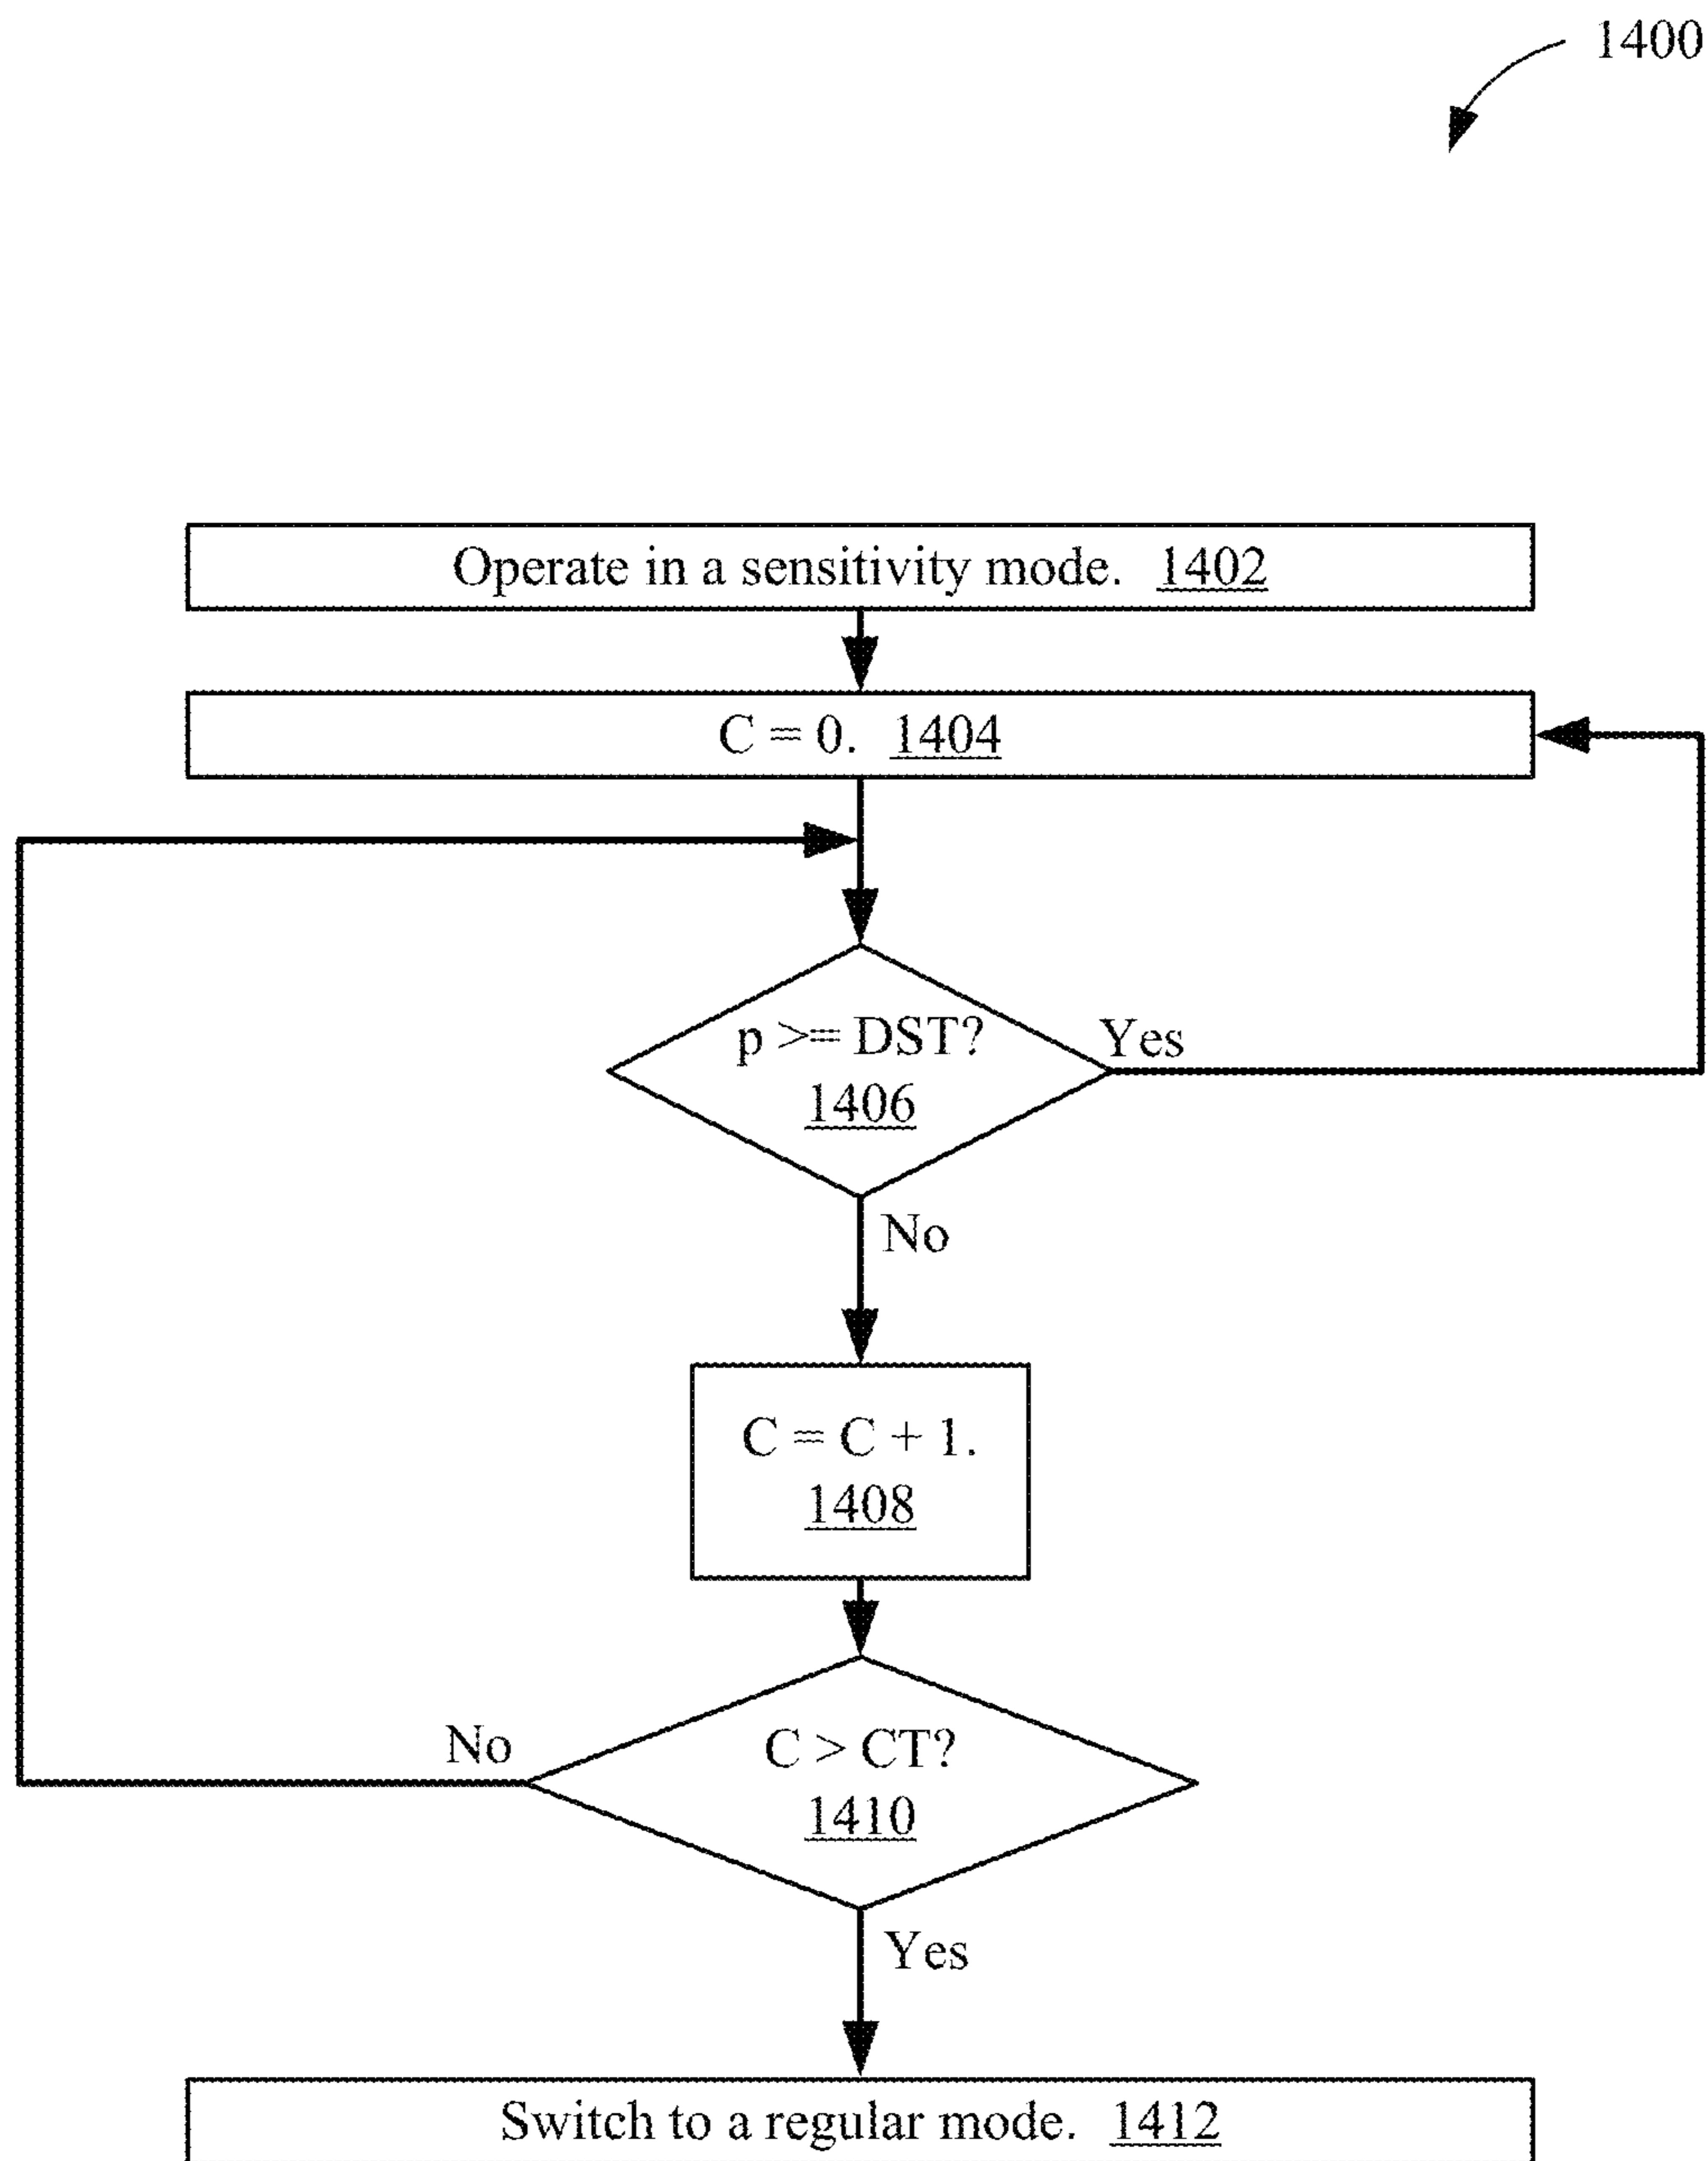 1400
Operate in a sensitivity mode. 1402
C = 0. 1404
p >= DST?
1406
Yes
No
C = C + 1.
1408
C > CT?
1410
No
Yes
Switch to a regular mode. 1412